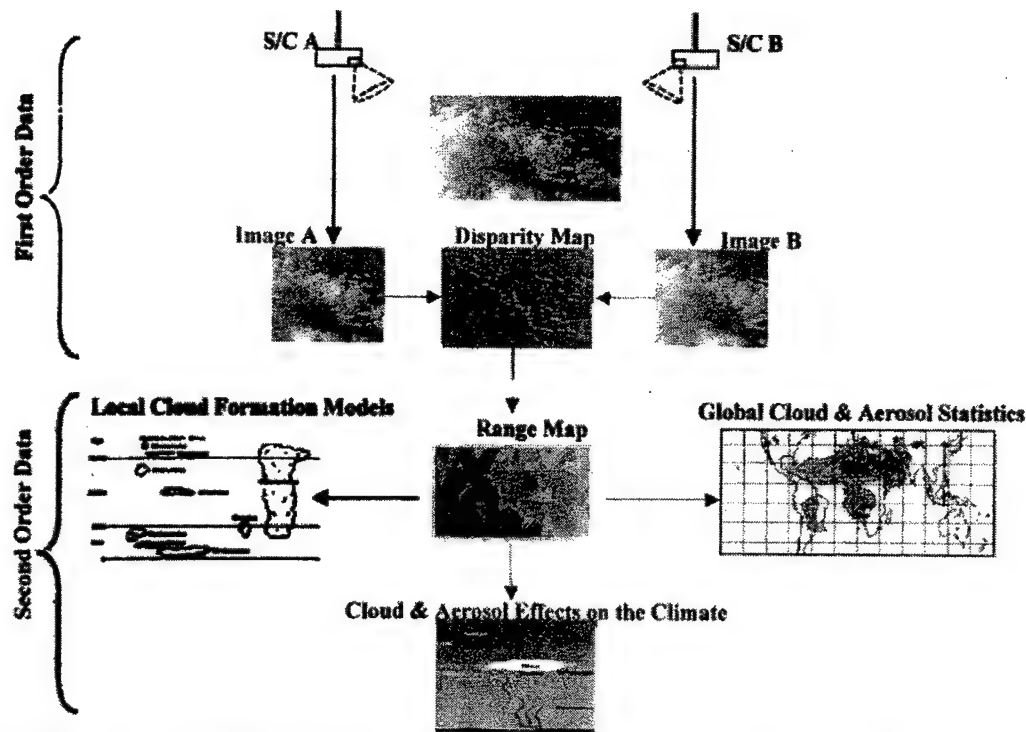 S/C A
S/C B
First Order Data
Image A
Disparity Map
Image B
Second Order Data
Local Cloud Formation Models
Range Map
Global Cloud & Aerosol Statistics
Cloud & Aerosol Effects on the Climate